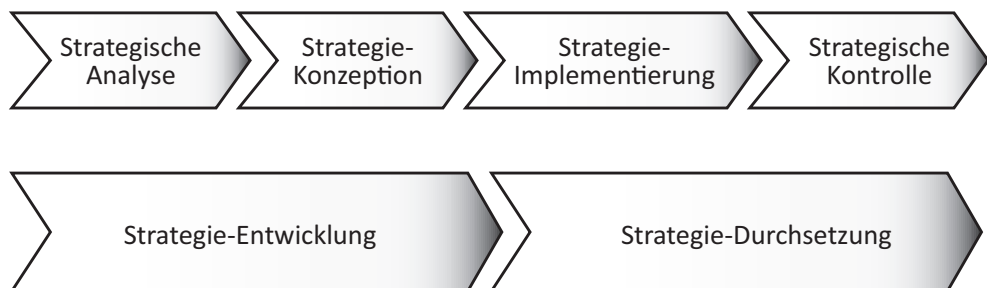 Strategische
Analyse
Strategie-
Konzeption
Strategie-
Implementierung
Strategische
Kontrolle
Strategie-Entwicklung
Strategie-Durchsetzung